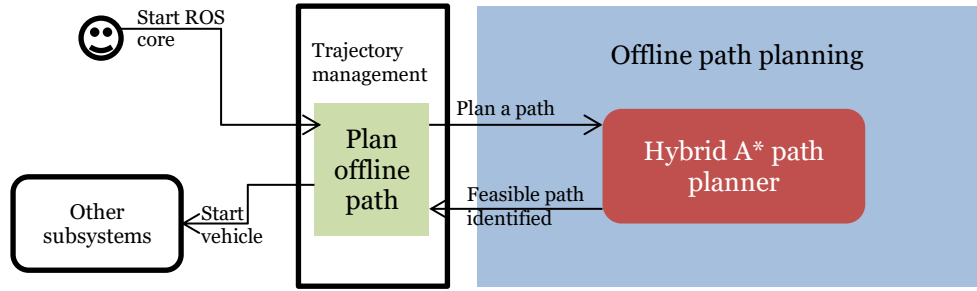 Start ROS
core
Trajectory
management
Plan
offline
path
Offline path planning
Plan a path
Hybrid A* path
planner
Feasible path
identified
Start
vehicle
Other
subsystems